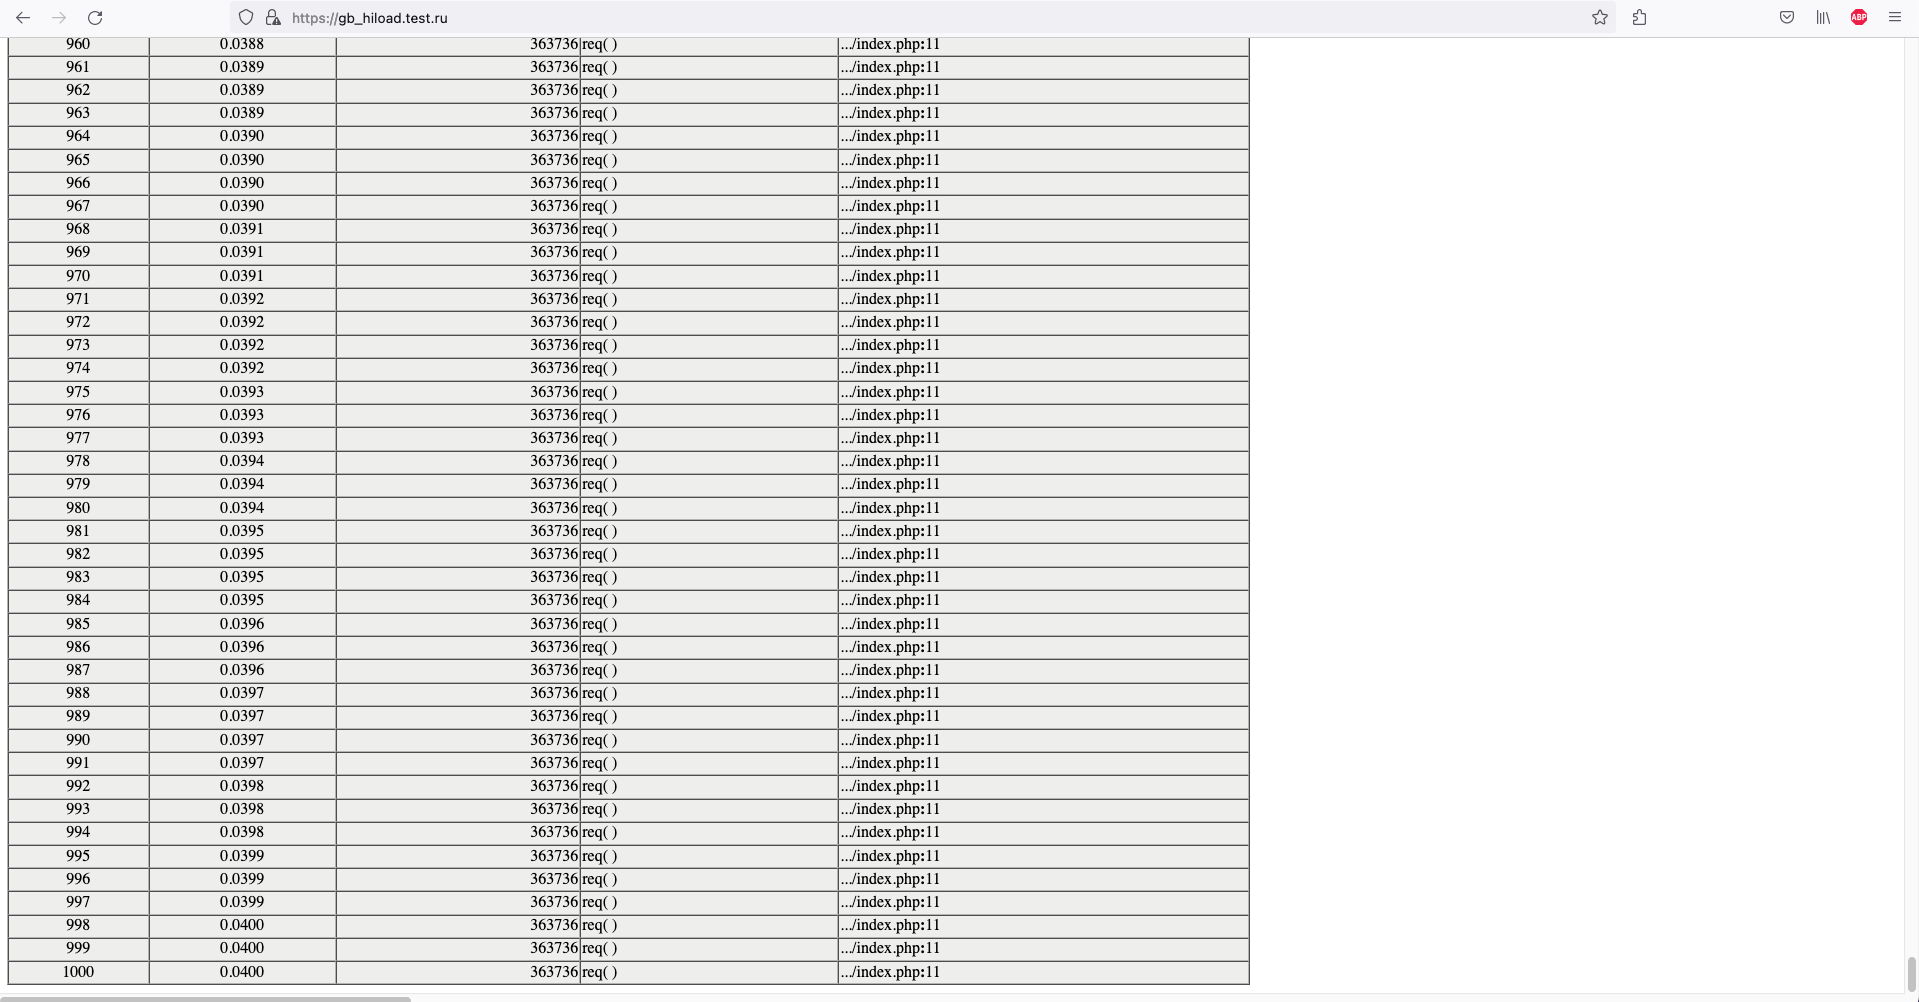 https://gb_hiload.test.ru
ABP
960 0.0388 363736 req( ) .../index.php:11
961 0.0389 363736 req( ) .../index.php:11
962 0.0389 363736 req( ) .../index.php:11
963 0.0389 363736 req( ) .../index.php:11
964 0.0390 363736 req( ) .../index.php:11
965 0.0390 363736 req( ) .../index.php:11
966 0.0390 363736 req( ) .../index.php:11
967 0.0390 363736 req( ) .../index.php:11
968 0.0391 363736 req( ) .../index.php:11
969 0.0391 363736 req( ) .../index.php:11
970 0.0391 363736 req( ) .../index.php:11
971 0.0392 363736 req( ) .../index.php:11
972 0.0392 363736 req( ) .../index.php:11
973 0.0392 363736 req( ) .../index.php:11
974 0.0392 363736 req( ) .../index.php:11
975 0.0393 363736 req( ) .../index.php:11
976 0.0393 363736 req( ) .../index.php:11
977 0.0393 363736 req( ) .../index.php:11
978 0.0394 363736 req( ) .../index.php:11
979 0.0394 363736 req( ) .../index.php:11
980 0.0394 363736 req( ) .../index.php:11
981 0.0395 363736 req( ) .../index.php:11
982 0.0395 363736 req( ) .../index.php:11
983 0.0395 363736 req( ) .../index.php:11
984 0.0395 363736 req( ) .../index.php:11
985 0.0396 363736 req( ) .../index.php:11
986 0.0396 363736 req( ) .../index.php:11
987 0.0396 363736 req( ) .../index.php:11
988 0.0397 363736 req( ) .../index.php:11
989 0.0397 363736 req( ) .../index.php:11
990 0.0397 363736 req( ) .../index.php:11
991 0.0397 363736 req( ) .../index.php:11
992 0.0398 363736 req( ) .../index.php:11
993 0.0398 363736 req( ) .../index.php:11
994 0.0398 363736 req( ) .../index.php:11
995 0.0399 363736 req( ) .../index.php:11
996 0.0399 363736 req( ) .../index.php:11
997 0.0399 363736 req( ) .../index.php:11
998 0.0400 363736 req( ) .../index.php:11
999 0.0400 363736 req( ) .../index.php:11
1000 0.0400 363736 req( ) .../index.php:11